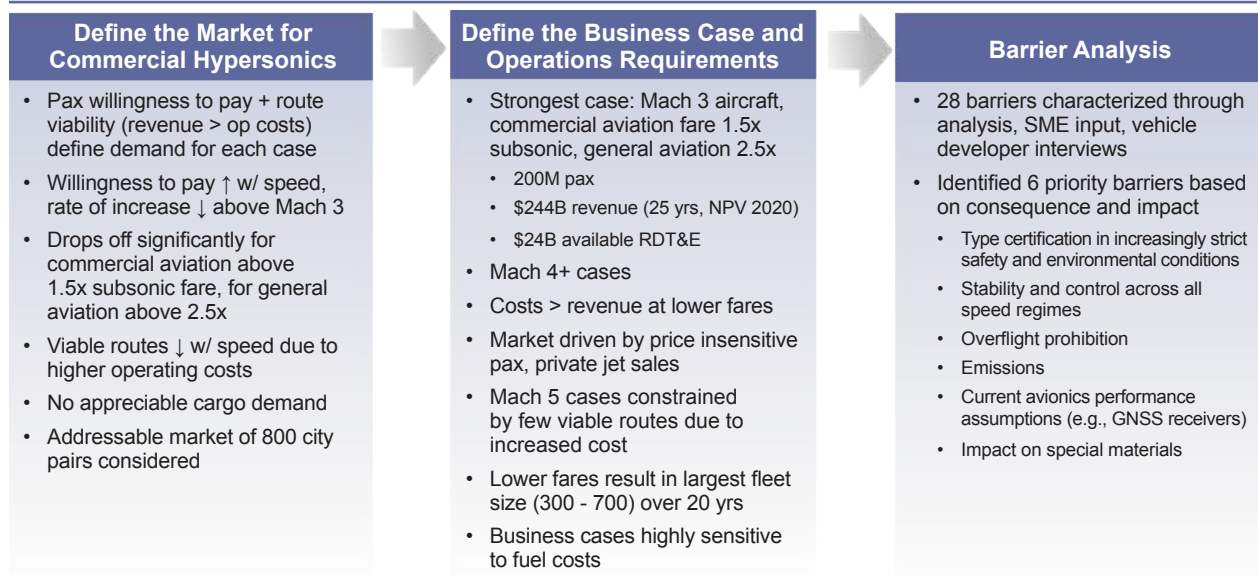 Define the Market for
Commercial Hypersonics
• Pax willingness to pay + route
viability (revenue > op costs)
define demand for each case
• Willingness to pay ↑ w/ speed,
rate of increase ↓ above Mach 3
• Drops off significantly for
commercial aviation above
1.5x subsonic fare, for general
aviation above 2.5x
• Viable routes ↓ w/ speed due to
higher operating costs
• No appreciable cargo demand
• Addressable market of 800 city
pairs considered
Define the Business Case and
Operations Requirements
• Strongest case: Mach 3 aircraft,
commercial aviation fare 1.5x
subsonic, general aviation 2.5x
• 200M pax
• $244B revenue (25 yrs, NPV 2020)
• $24B available RDT&E
• Mach 4+ cases
• Costs > revenue at lower fares
• Market driven by price insensitive
pax, private jet sales
• Mach 5 cases constrained
by few viable routes due to
increased cost
• Lower fares result in largest fleet
size (300 - 700) over 20 yrs
• Business cases highly sensitive
to fuel costs
Barrier Analysis
• 28 barriers characterized through
analysis, SME input, vehicle
developer interviews
• Identified 6 priority barriers based
on consequence and impact
• Type certification in increasingly strict
safety and environmental conditions
• Stability and control across all
speed regimes
• Overflight prohibition
• Emissions
• Current avionics performance
assumptions (e.g., GNSS receivers)
• Impact on special materials